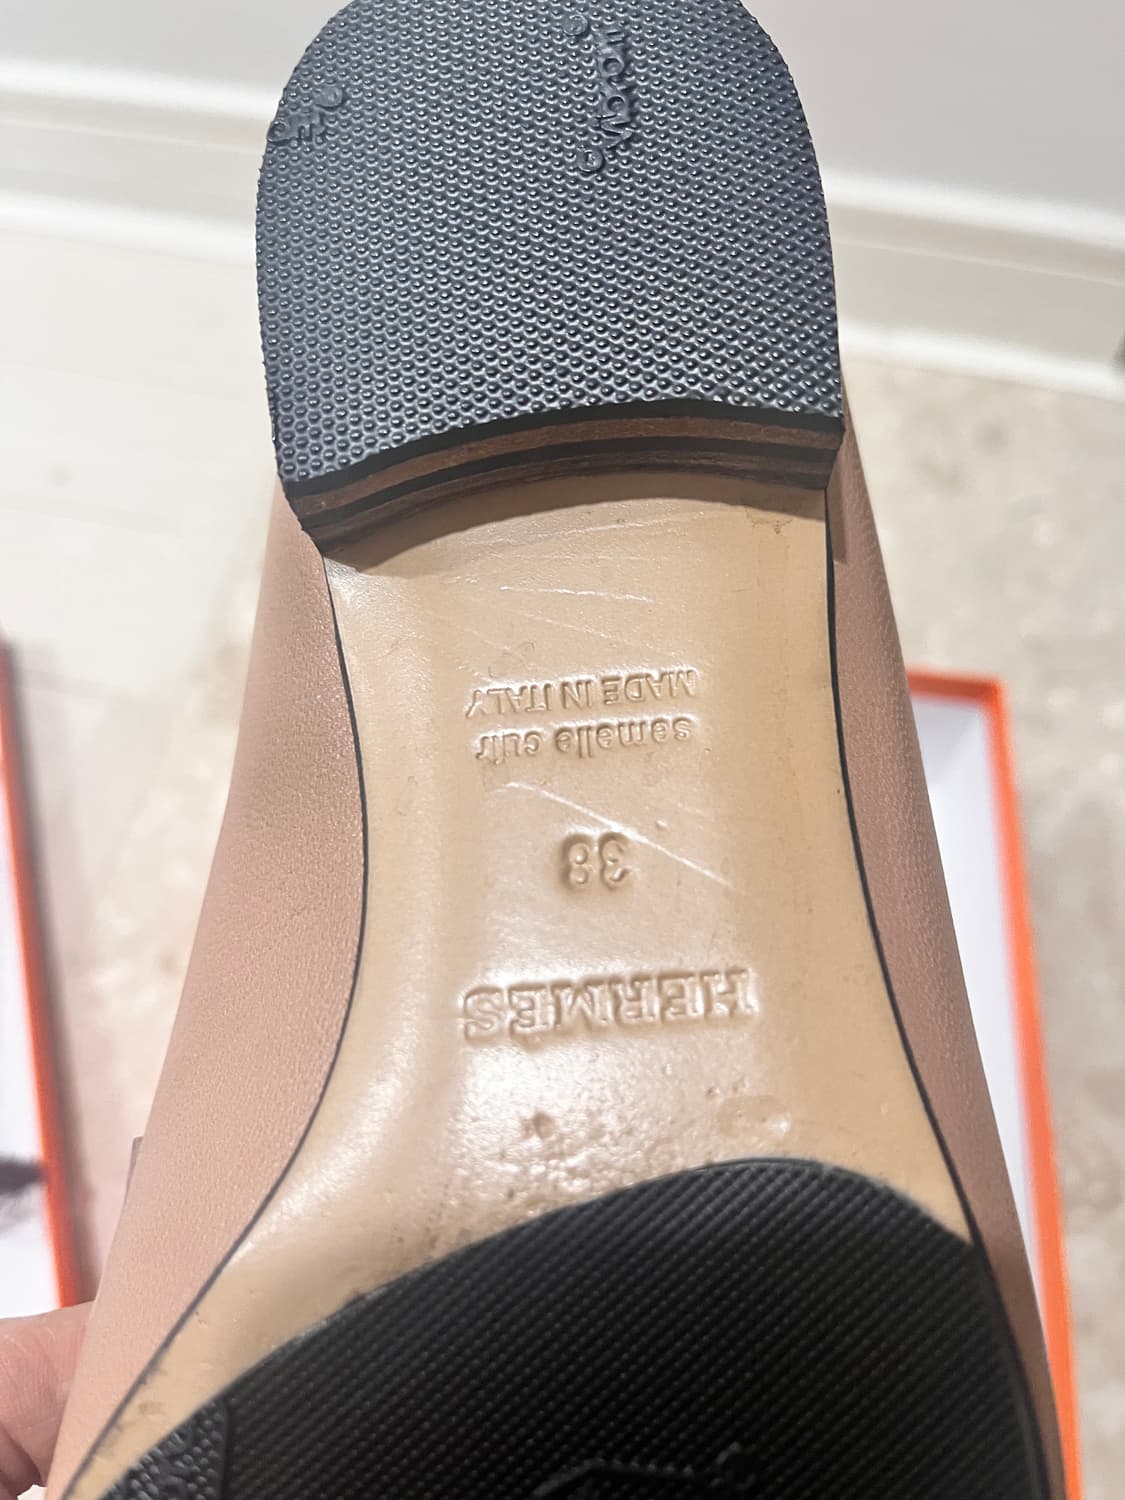 HERMES
38
semelle cuir
MADE IN ITALY